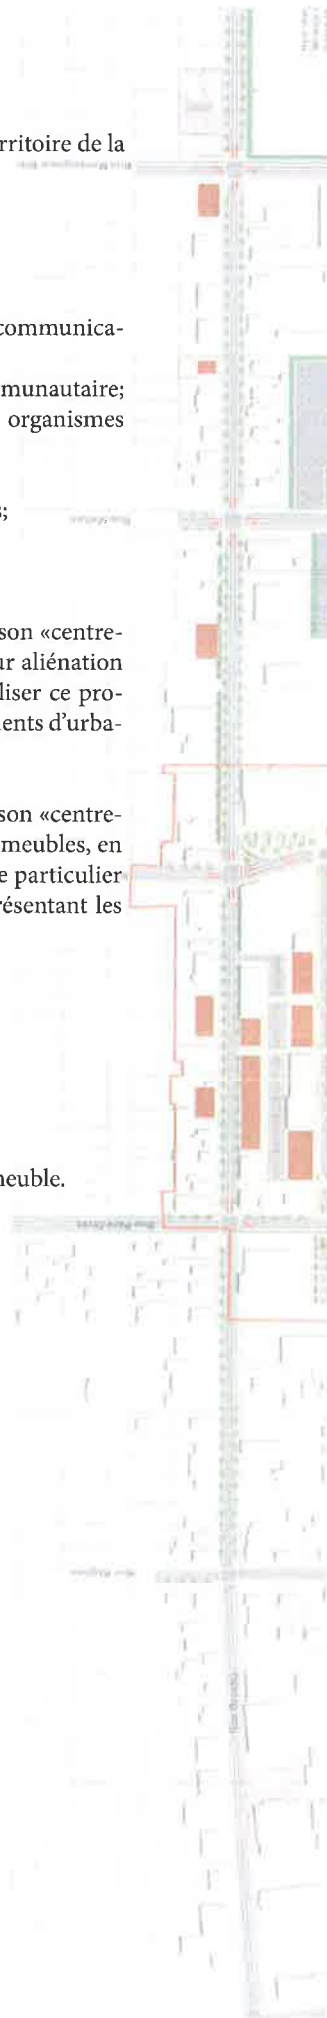 rritoire de la
communica-
munautaire;
organismes
s;
son «centre-
ur aliénation
liser ce pro-
nents d'urba-
son «centre-
meubles, en
e particulier
résentant les
neuble.